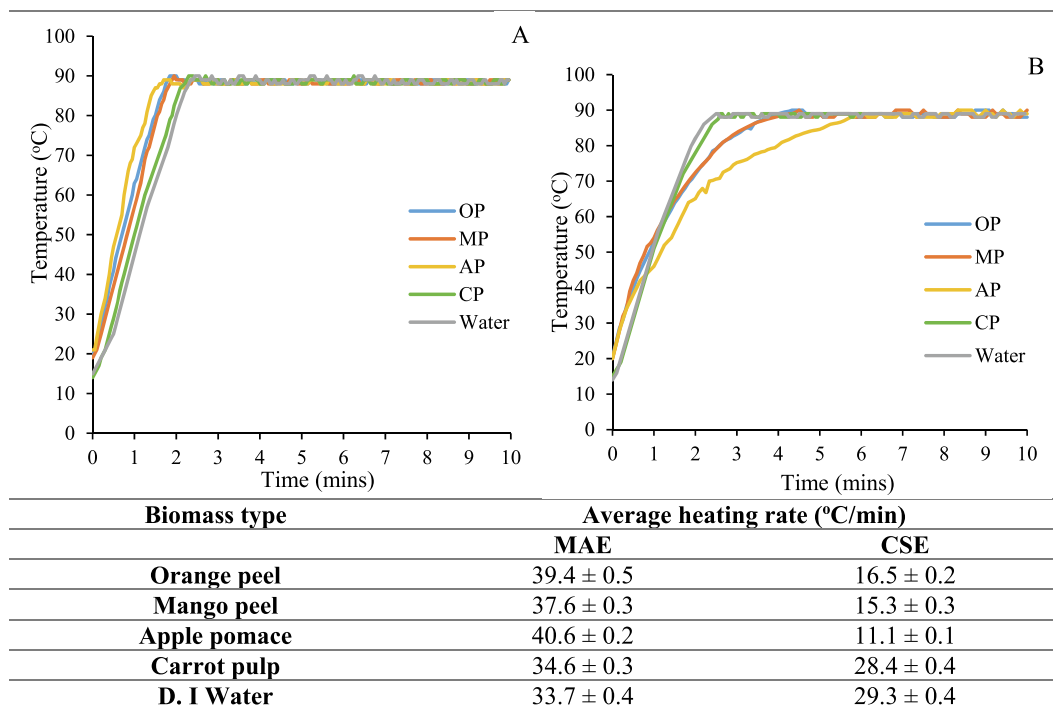 A
100
90
80
70
60
50
40
30
20
10
0
Temperature (ºC)
0 1 2 3 4 5 6 7 8 9 10
Time (mins)
OP
MP
AP
CP
Water
B
100
90
80
70
60
50
40
30
20
10
0
Temperature (ºC)
0 1 2 3 4 5 6 7 8 9 10
Time (mins)
OP
MP
AP
CP
Water
Biomass type Average heating rate (ºC/min)
MAE CSE
Orange peel 39.4 ± 0.5 16.5 ± 0.2
Mango peel 37.6 ± 0.3 15.3 ± 0.3
Apple pomace 40.6 ± 0.2 11.1 ± 0.1
Carrot pulp 34.6 ± 0.3 28.4 ± 0.4
D. I Water 33.7 ± 0.4 29.3 ± 0.4